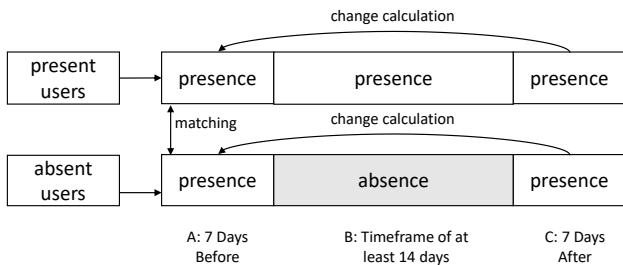 change calculation
present
users
presence
presence
presence
matching
change calculation
absent
users
presence
absence
presence
A: 7 Days
Before
B: Timeframe of at
least 14 days
C: 7 Days
After